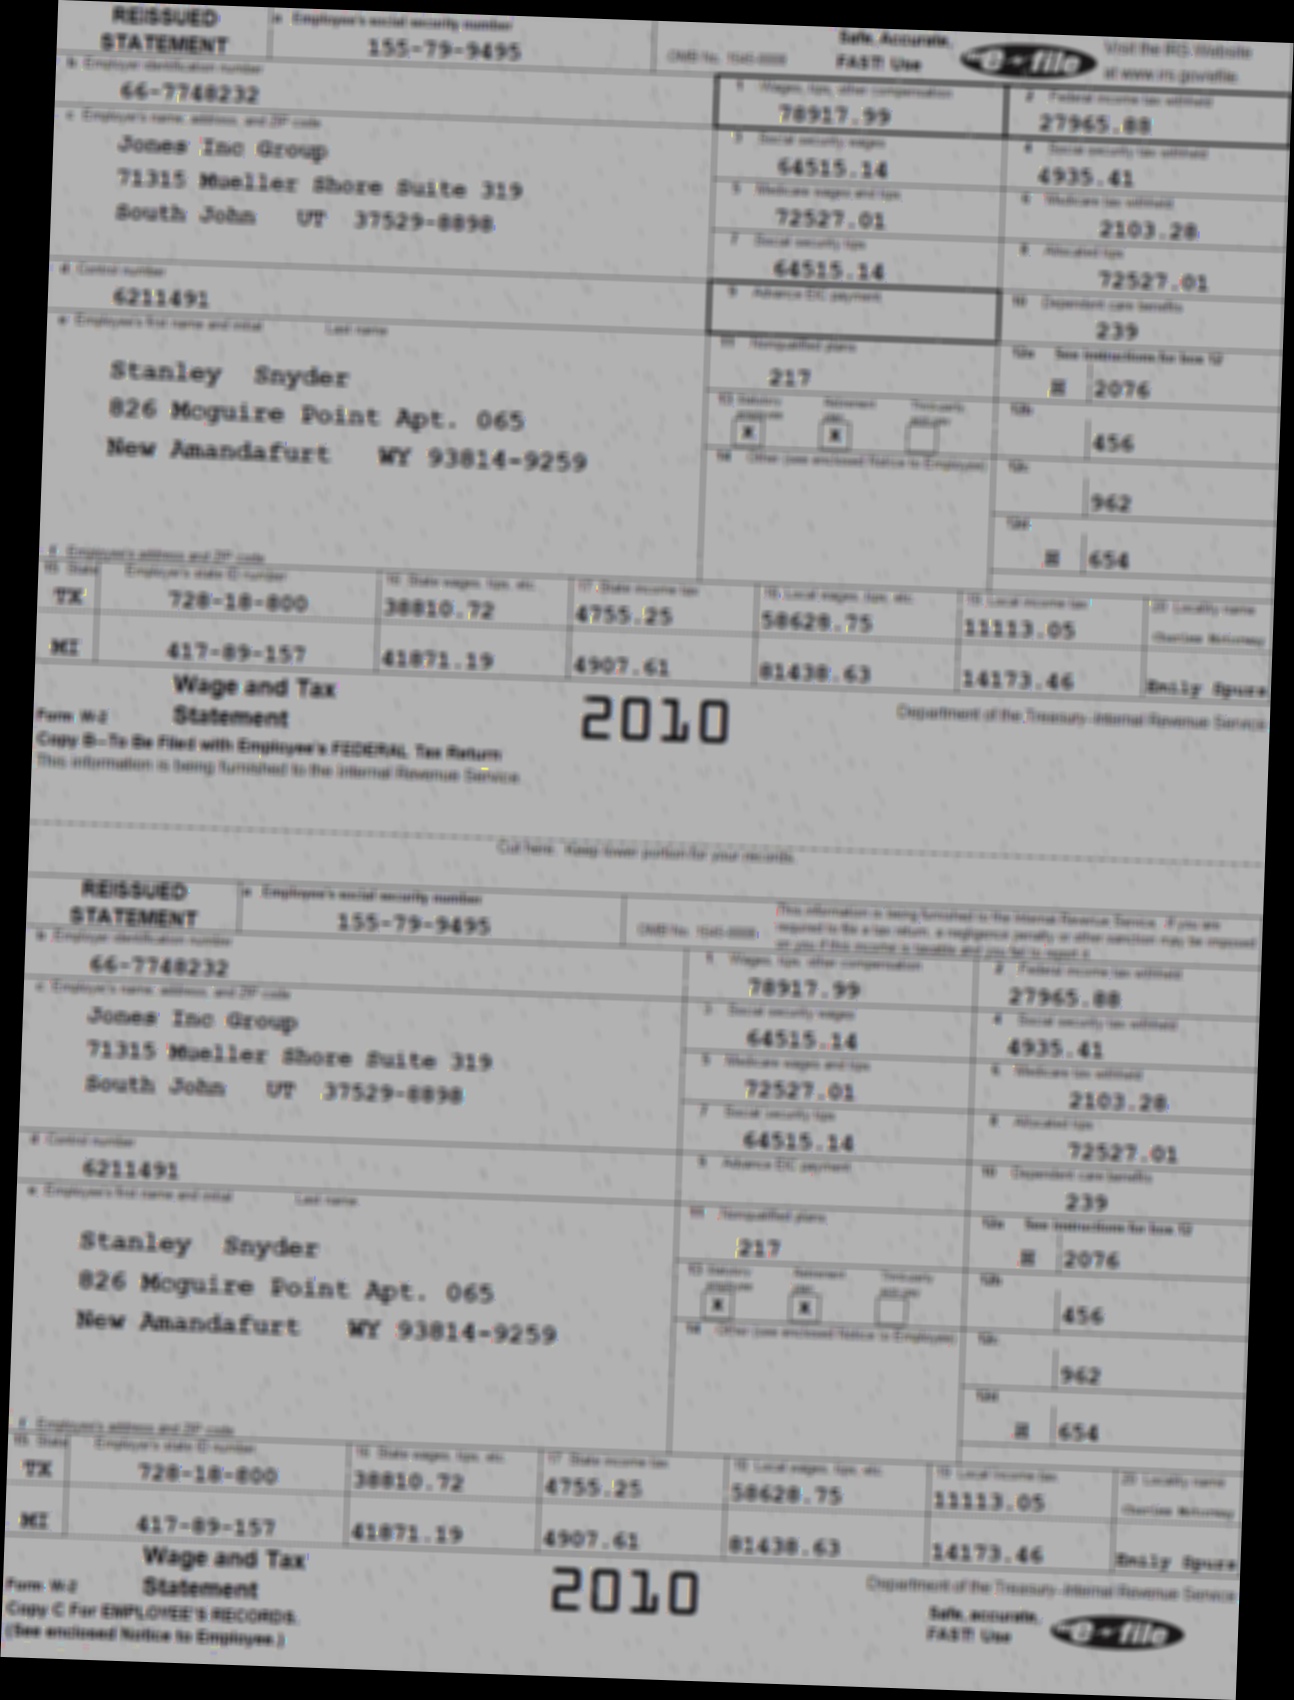 REISSUED STATEMENT
a Employee's social security number
155-79-9495
OMB No. 1545-0008
Safe, Accurate, FAST! Use
e-file
Visit the IRS Website at www.irs.gov/efile.
b Employer identification number
66-7748232
1 Wages, tips, other compensation
78917.99
2 Federal income tax withheld
27965.88
c Employer's name, address, and ZIP code
Jones Inc Group
71315 Mueller Shore Suite 319
South John UT 37529-8898
3 Social security wages
64515.14
4 Social security tax withheld
4935.41
5 Medicare wages and tips
72527.01
6 Medicare tax withheld
2103.28
7 Social security tips
64515.14
8 Allocated tips
72527.01
d Control number
6211491
9 Advance EIC payment
10 Dependent care benefits
239
e Employee's first name and initial Last name
Stanley Snyder
826 Mcguire Point Apt. 065
New Amandafurt WY 93814-9259
11 Nonqualified plans
217
12a See instructions for box 12
2076
13 Statutory employee Retirement plan Third-party sick pay
X X
12b
456
14 Other (see enclosed Notice to Employee)
12c
962
12d
654
f Employee's address and ZIP code
15 State Employer's state ID number 16 State wages, tips, etc. 17 State income tax 18 Local wages, tips, etc. 19 Local income tax 20 Locality name
TX 728-18-800 38810.72 4755.25 58628.75 11113.05
MI 417-89-157 41871.19 4907.61 81438.63 14173.46 Emily Spurs
Form W-2 Wage and Tax Statement
2010
Department of the Treasury-Internal Revenue Service
Copy B-To Be Filed with Employee's FEDERAL Tax Return
This information is being furnished to the Internal Revenue Service.
Cut here. Keep lower portion for your records.
REISSUED STATEMENT
a Employee's social security number
155-79-9495
OMB No. 1545-0008
This information is being furnished to the Internal Revenue Service. If you are
required to file a tax return, a negligence penalty or other sanction may be imposed
on you if this income is taxable and you fail to report it.
b Employer identification number
66-7748232
1 Wages, tips, other compensation
78917.99
2 Federal income tax withheld
27965.88
c Employer's name, address, and ZIP code
Jones Inc Group
71315 Mueller Shore Suite 319
South John UT 37529-8898
3 Social security wages
64515.14
4 Social security tax withheld
4935.41
5 Medicare wages and tips
72527.01
6 Medicare tax withheld
2103.28
7 Social security tips
64515.14
8 Allocated tips
72527.01
d Control number
6211491
9 Advance EIC payment
10 Dependent care benefits
239
e Employee's first name and initial Last name
Stanley Snyder
826 Mcguire Point Apt. 065
New Amandafurt WY 93814-9259
11 Nonqualified plans
217
12a See instructions for box 12
2076
13 Statutory employee Retirement plan Third-party sick pay
X X
12b
456
14 Other (see enclosed Notice to Employee)
12c
962
12d
654
f Employee's address and ZIP code
15 State Employer's state ID number 16 State wages, tips, etc. 17 State income tax 18 Local wages, tips, etc. 19 Local income tax 20 Locality name
TX 728-18-800 38810.72 4755.25 58628.75 11113.05
MI 417-89-157 41871.19 4907.61 81438.63 14173.46 Emily Spurs
Form W-2 Wage and Tax Statement
2010
Department of the Treasury-Internal Revenue Service
Copy C For EMPLOYEE'S RECORDS.
(See enclosed Notice to Employee.)
Safe, accurate, FAST! Use
e-file